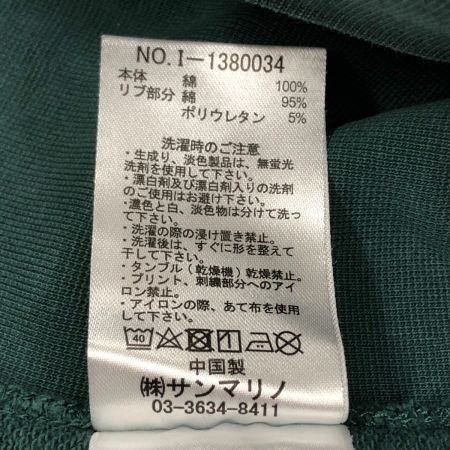 NO.I-1380034
本体 綿 100%
リブ部分 綿 95%
ポリウレタン 5%
洗濯時のご注意
・生成り、淡色製品は、無蛍光
洗剤を使用して下さい。
・漂白剤及び漂白剤入りの洗剤
のご使用はお避け下さい。
・濃色と白、淡色物は分けて洗っ
て下さい。
・洗濯の際の浸け置き禁止。
・洗濯後は、すぐに形を整えて
干して下さい。
・タンブル(乾燥機)乾燥禁止。
・プリント、刺繍部分へのアイ
ロン禁止。
・アイロンの際、あて布を使用
して下さい。
40
中国製
(株)サンマリノ
03-3634-8411